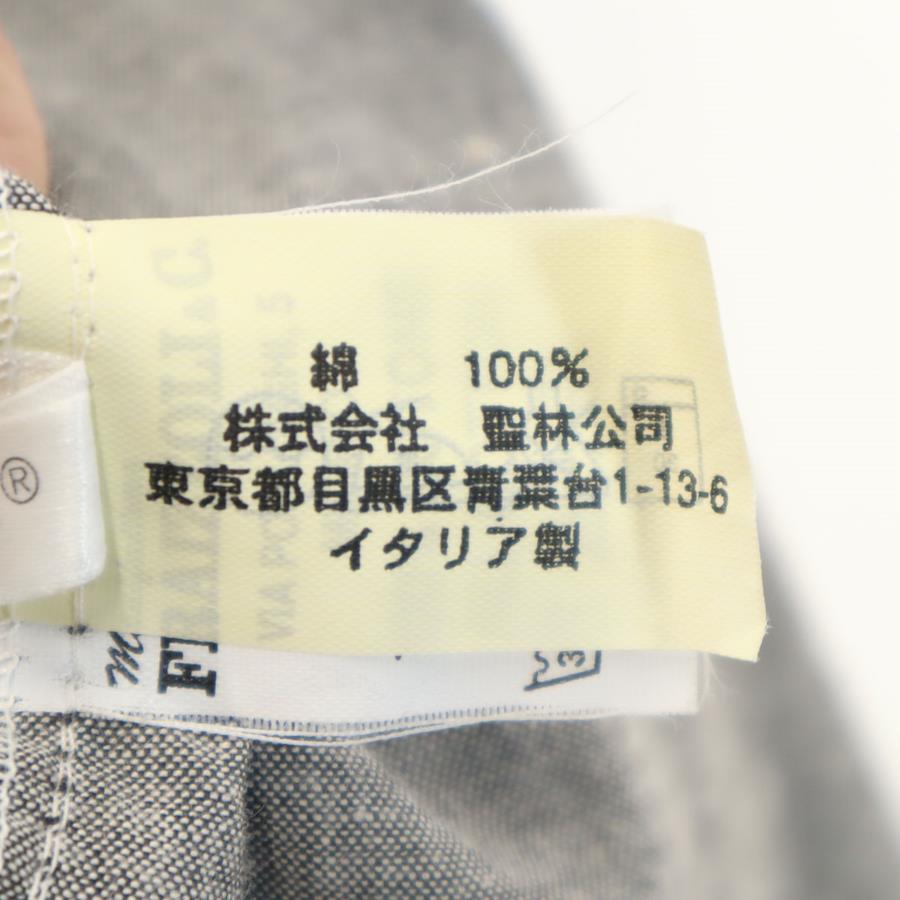 綿 100%
株式会社 聖林公司
東京都目黒区青葉台1-13-6
イタリア製
®